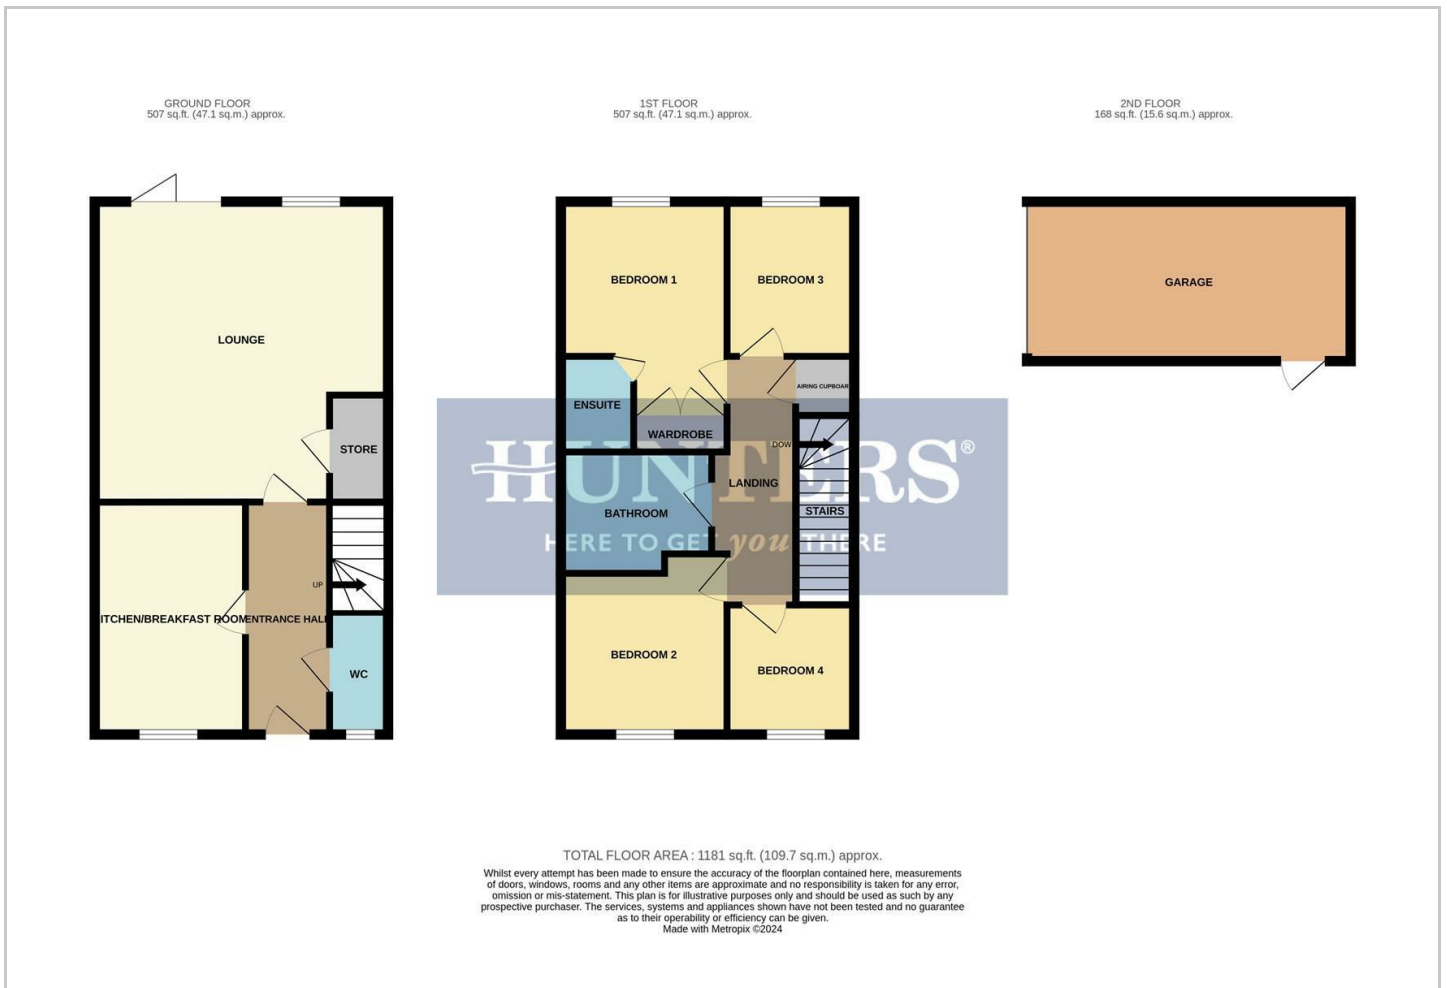 GROUND FLOOR
507 sq.ft. (47.1 sq.m.) approx.
1ST FLOOR
507 sq.ft. (47.1 sq.m.) approx.
2ND FLOOR
168 sq.ft. (15.6 sq.m.) approx.
LOUNGE
STORE
UP
ITCHEN/BREAKFAST ROOM
ENTRANCE HALL
WC
BEDROOM 1
BEDROOM 3
ENSUITE
WARDROBE
AIRING CUPBOAR
DOW
LANDING
BATHROOM
STAIRS
BEDROOM 2
BEDROOM 4
GARAGE
HUNTERS®
HERE TO GET you THERE
TOTAL FLOOR AREA : 1181 sq.ft. (109.7 sq.m.) approx.
Whilst every attempt has been made to ensure the accuracy of the floorplan contained here, measurements
of doors, windows, rooms and any other items are approximate and no responsibility is taken for any error,
omission or mis-statement. This plan is for illustrative purposes only and should be used as such by any
prospective purchaser. The services, systems and appliances shown have not been tested and no guarantee
as to their operability or efficiency can be given.
Made with Metropix ©2024